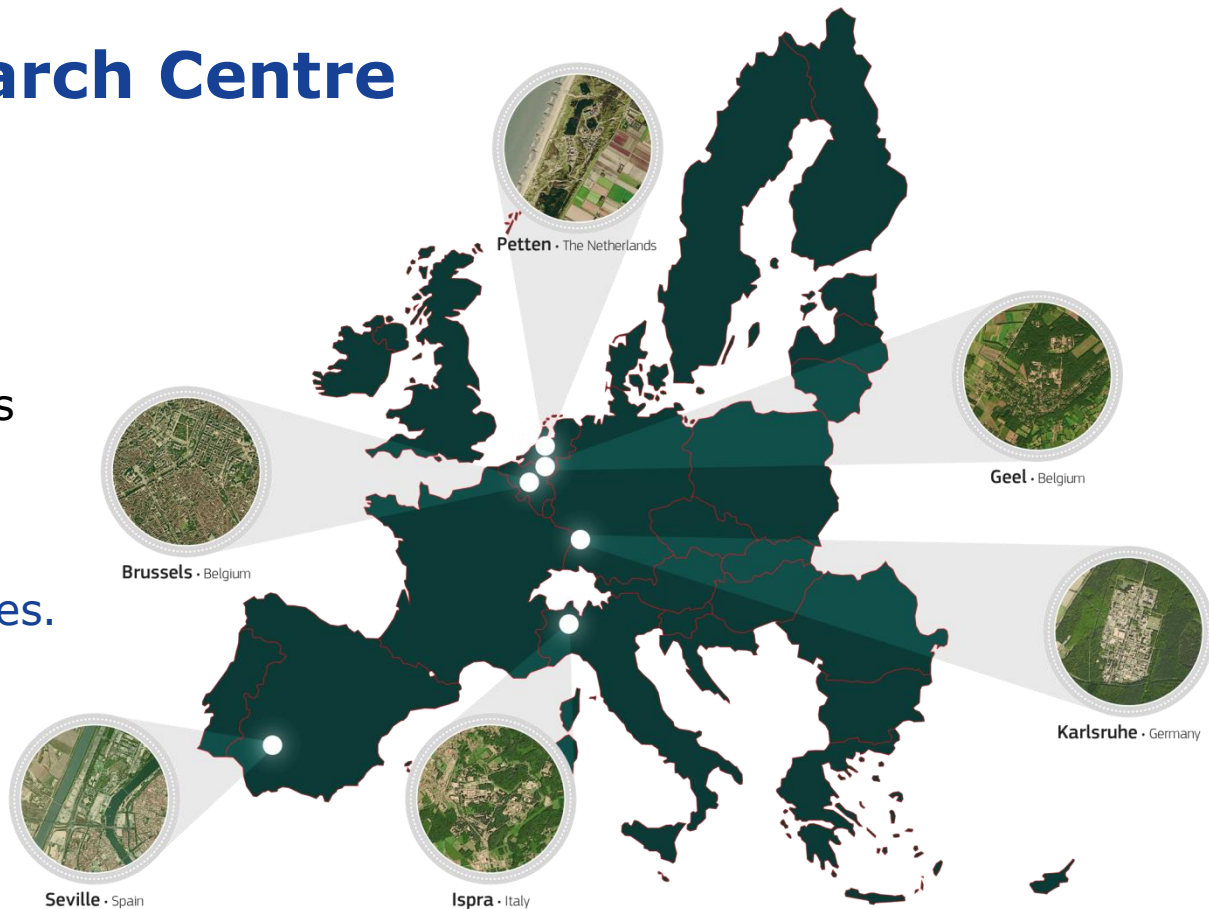 arch Centre
Petten · The Netherlands
s
Geel · Belgium
Brussels · Belgium
es.
Karlsruhe · Germany
Seville · Spain
Ispra · Italy